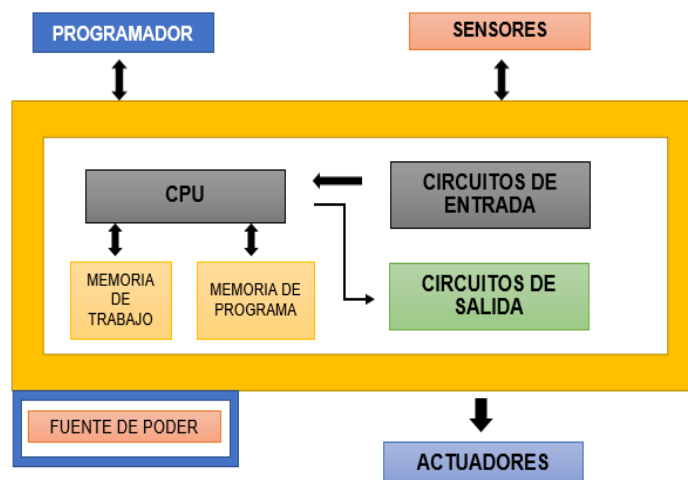 PROGRAMADOR
SENSORES
CPU
CIRCUITOS DE
ENTRADA
MEMORIA
DE
TRABAJO
MEMORIA DE
PROGRAMA
CIRCUITOS DE
SALIDA
FUENTE DE PODER
ACTUADORES